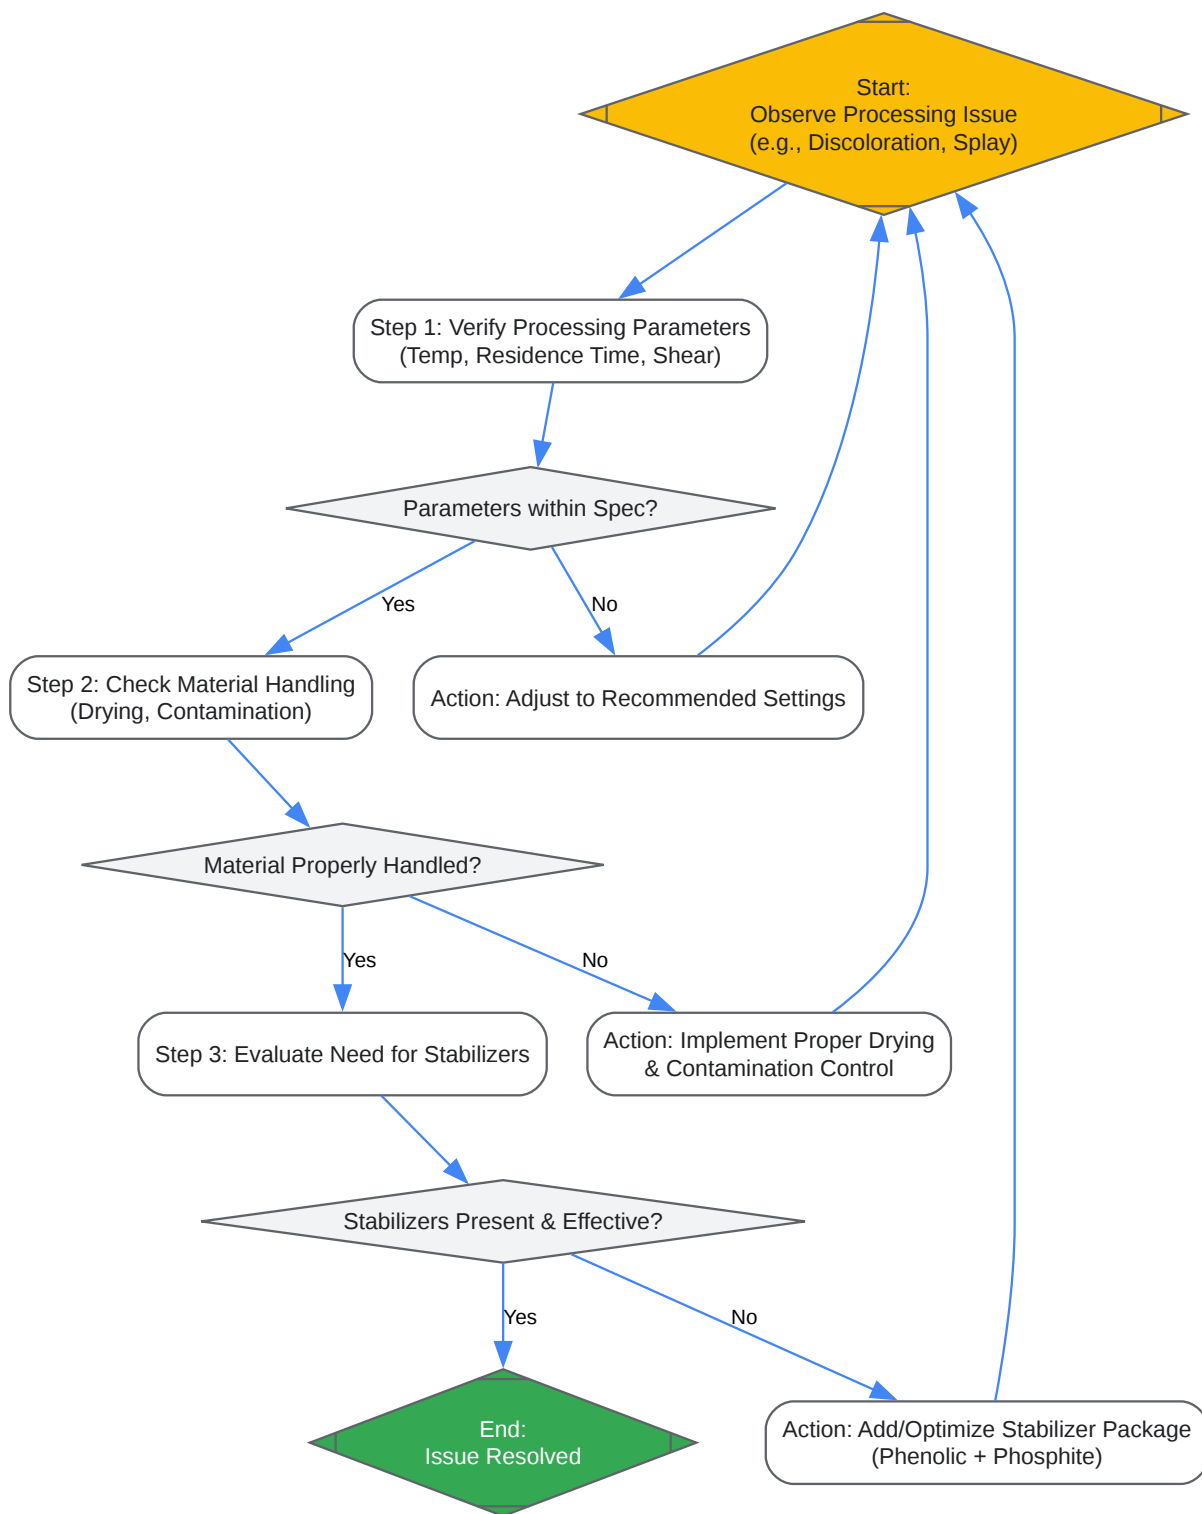 Start:
Observe Processing Issue
(e.g., Discoloration, Splay)
Step 1: Verify Processing Parameters
(Temp, Residence Time, Shear)
Parameters within Spec?
Yes
No
Step 2: Check Material Handling
(Drying, Contamination)
Action: Adjust to Recommended Settings
Material Properly Handled?
Yes
No
Step 3: Evaluate Need for Stabilizers
Action: Implement Proper Drying
& Contamination Control
Stabilizers Present & Effective?
Yes
No
End:
Issue Resolved
Action: Add/Optimize Stabilizer Package
(Phenolic + Phosphite)